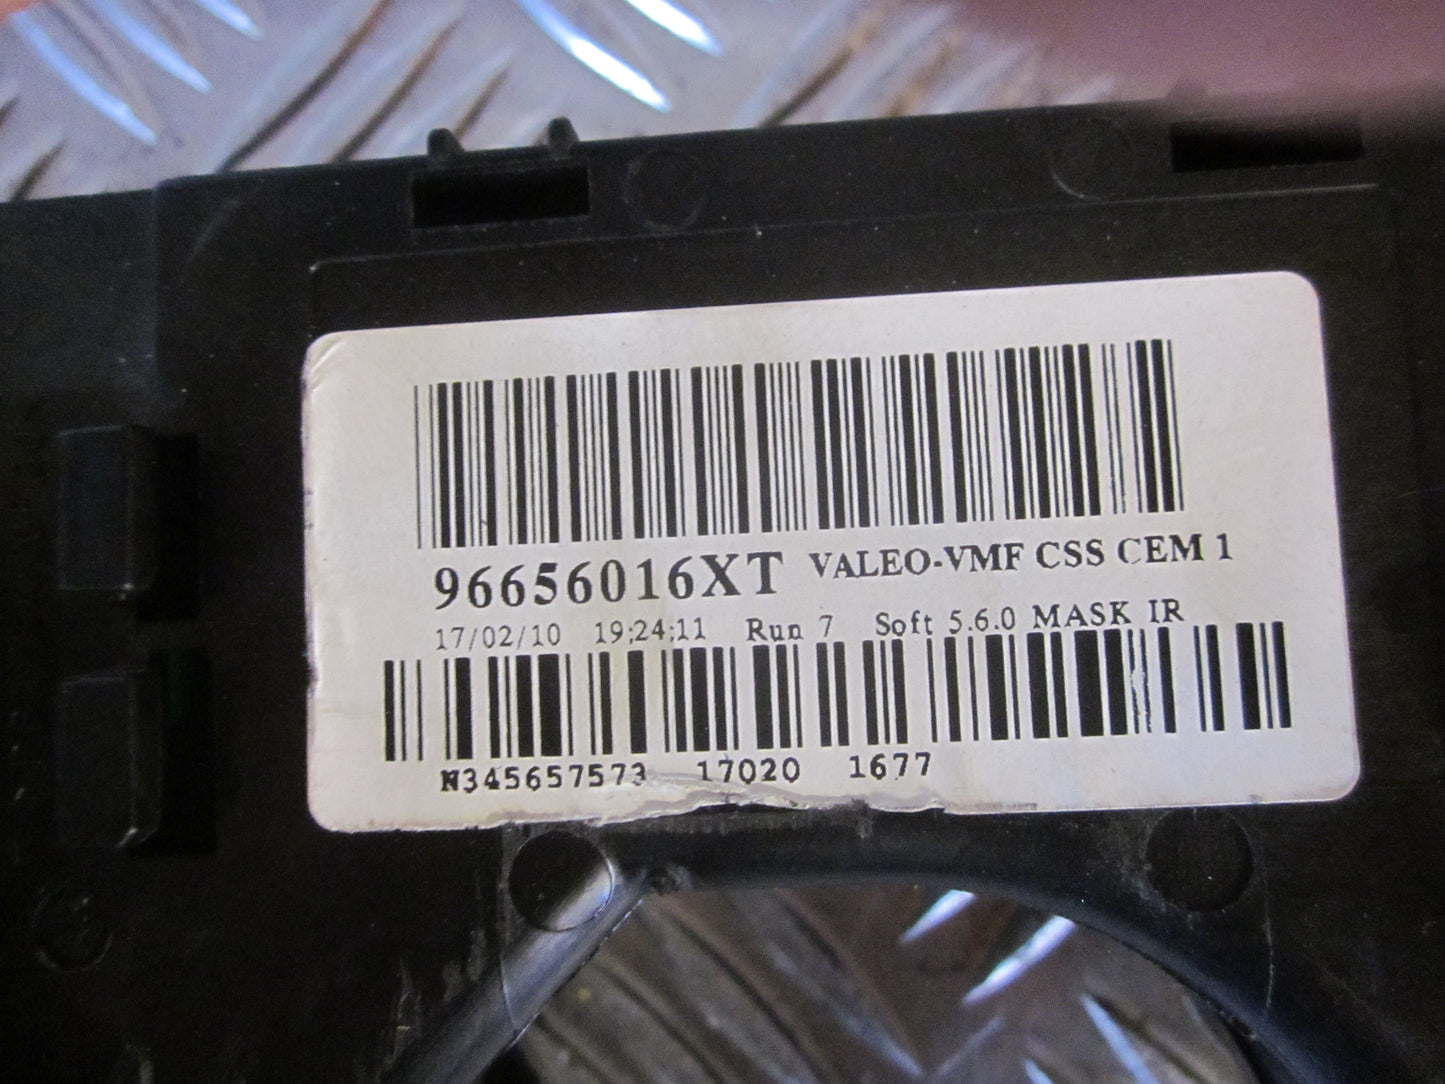 96656016XT VALEO-VMF CSS CEM 1
17/02/10 19;24;11 Run 7 Soft 5.6.0 MASK IR
N345657573 17020 1677